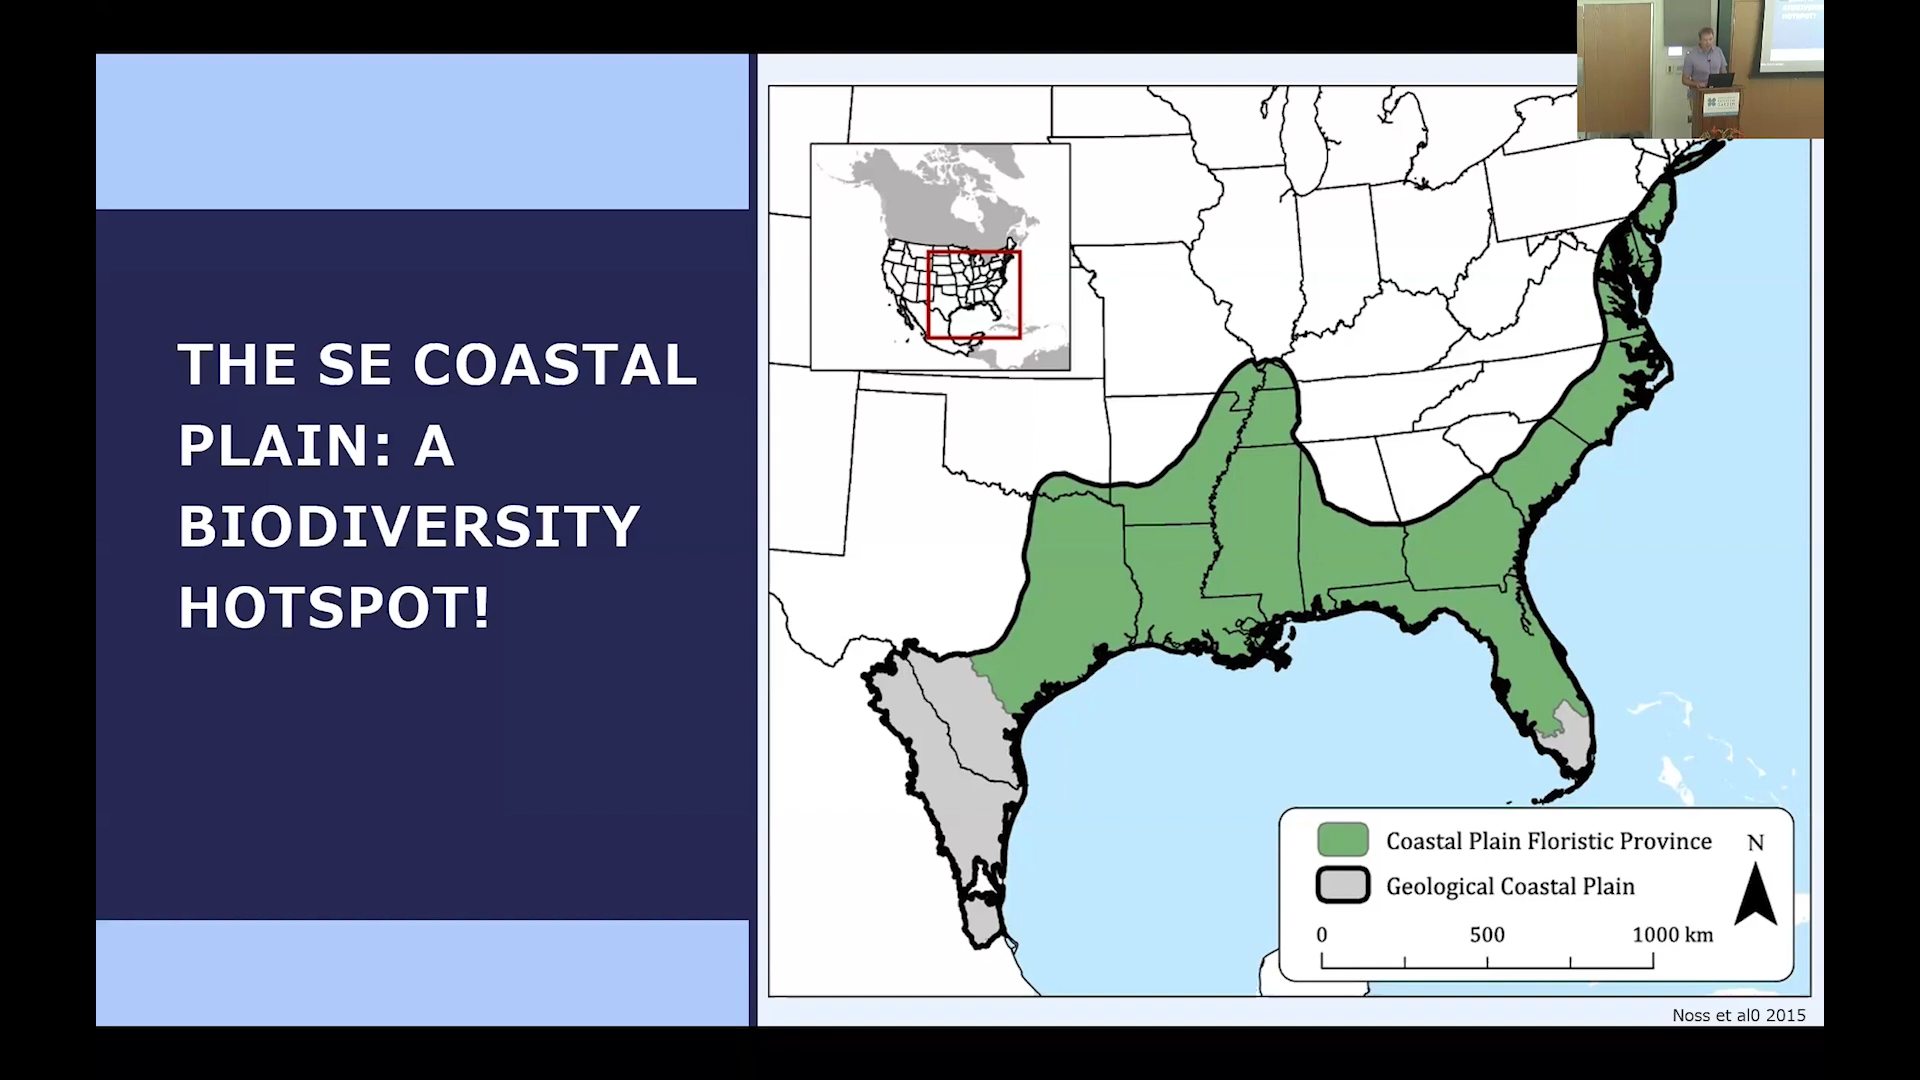 THE SE COASTAL
PLAIN: A
BIODIVERSITY
HOTSPOT!
Coastal Plain Floristic Province
Geological Coastal Plain
N
0 500 1000 km
Noss et al0 2015
HOTSPOT!